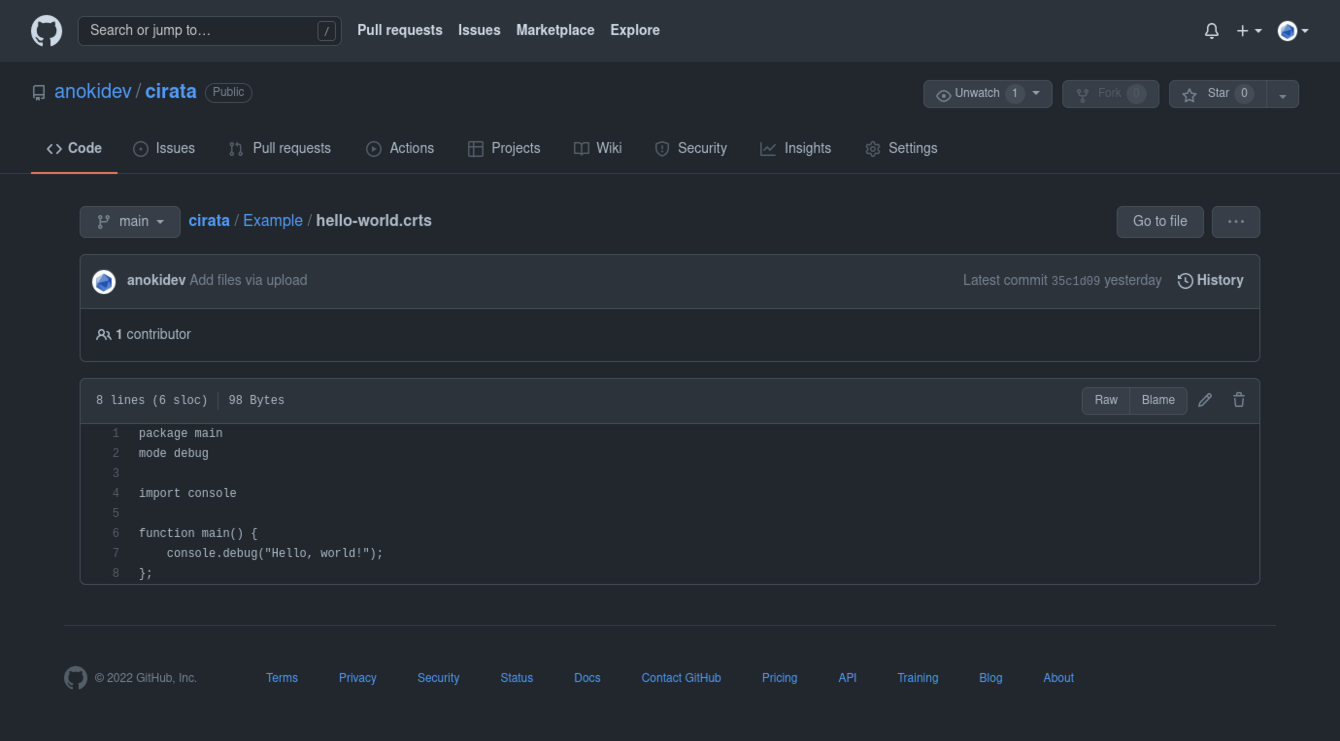 Search or jump to… /
Pull requests Issues Marketplace Explore
anokidev / cirata Public
Unwatch 1 Fork 0 Star 0
Code Issues Pull requests Actions Projects Wiki Security Insights Settings
main cirata / Example / hello-world.crts Go to file ···
anokidev Add files via upload Latest commit 35c1d09 yesterday History
1 contributor
8 lines (6 sloc) 98 Bytes Raw Blame
1 package main
2 mode debug
3
4 import console
5
6 function main() {
7     console.debug("Hello, world!");
8 };
© 2022 GitHub, Inc. Terms Privacy Security Status Docs Contact GitHub Pricing API Training Blog About